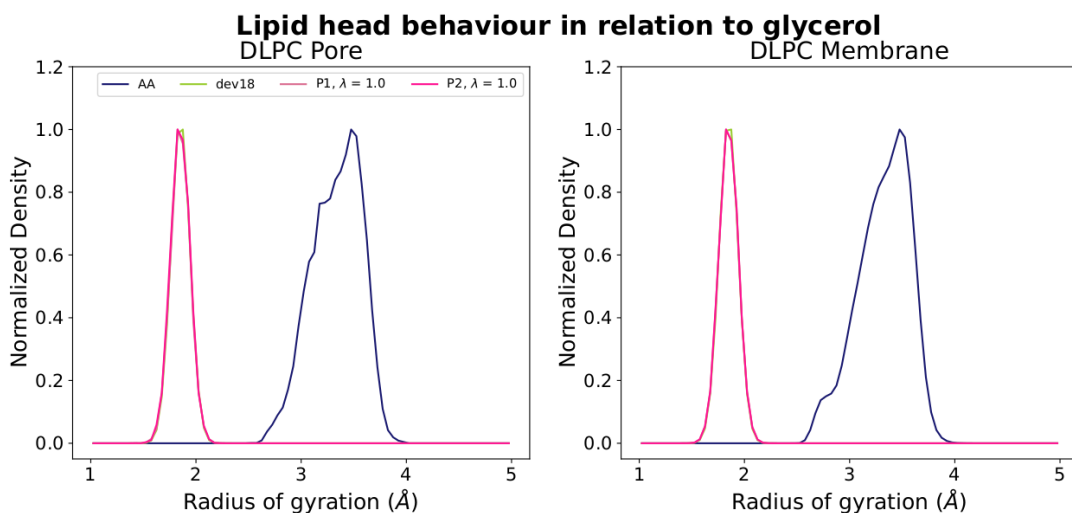 Lipid head behaviour in relation to glycerol
DLPC Pore
AA dev18 P1, λ = 1.0 P2, λ = 1.0
1.2
1.0
0.8
0.6
0.4
0.2
0.0
Normalized Density
1 2 3 4 5
Radius of gyration (Å)
DLPC Membrane
1.2
1.0
0.8
0.6
0.4
0.2
0.0
Normalized Density
1 2 3 4 5
Radius of gyration (Å)